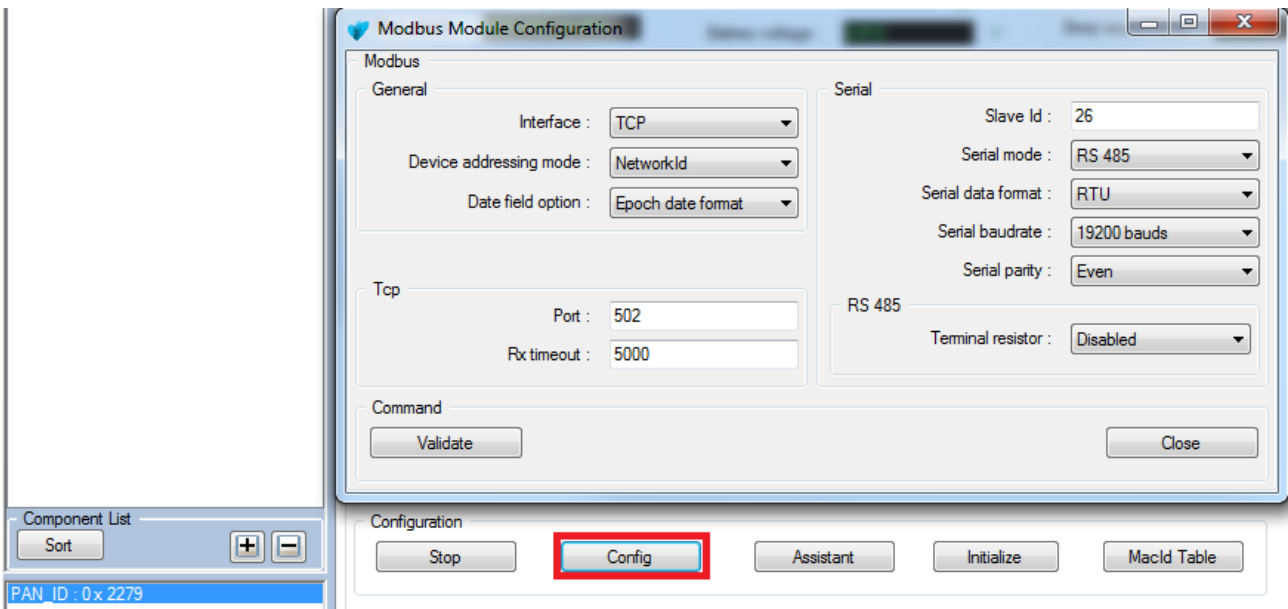 Modbus Module Configuration
Battery voltage
Modbus
General
Interface : TCP
Device addressing mode : NetworkId
Date field option : Epoch date format
Tcp
Port : 502
Rx timeout : 5000
Serial
Slave Id : 26
Serial mode : RS 485
Serial data format : RTU
Serial baudrate : 19200 bauds
Serial parity : Even
RS 485
Terminal resistor : Disabled
Command
Validate Close
Component List
Sort
Configuration
Stop Config Assistant Initialize MacId Table
PAN_ID : 0 x 2279